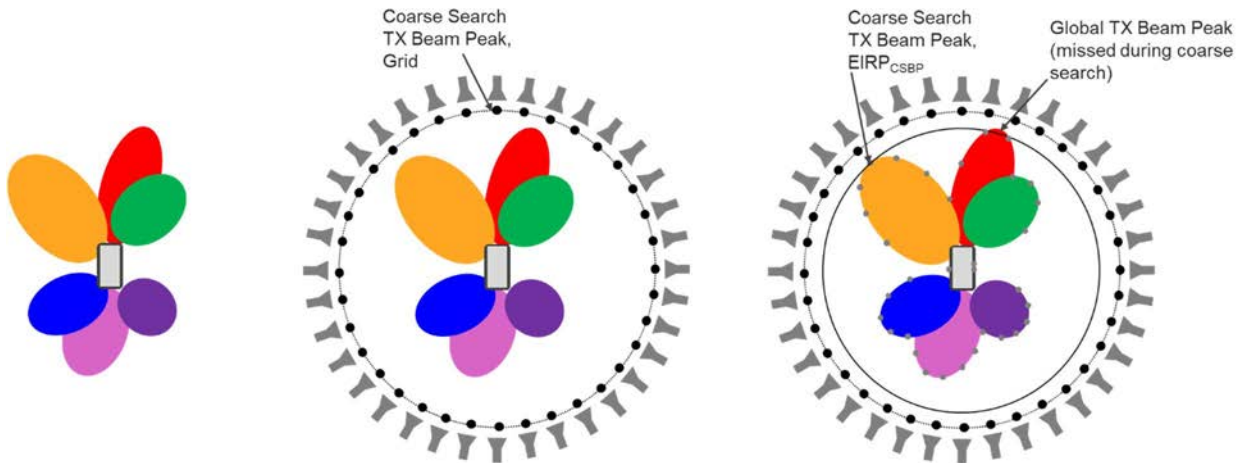 Coarse Search
TX Beam Peak,
Grid
Coarse Search
TX Beam Peak,
EIRP_CSBP
Global TX Beam Peak
(missed during coarse
search)